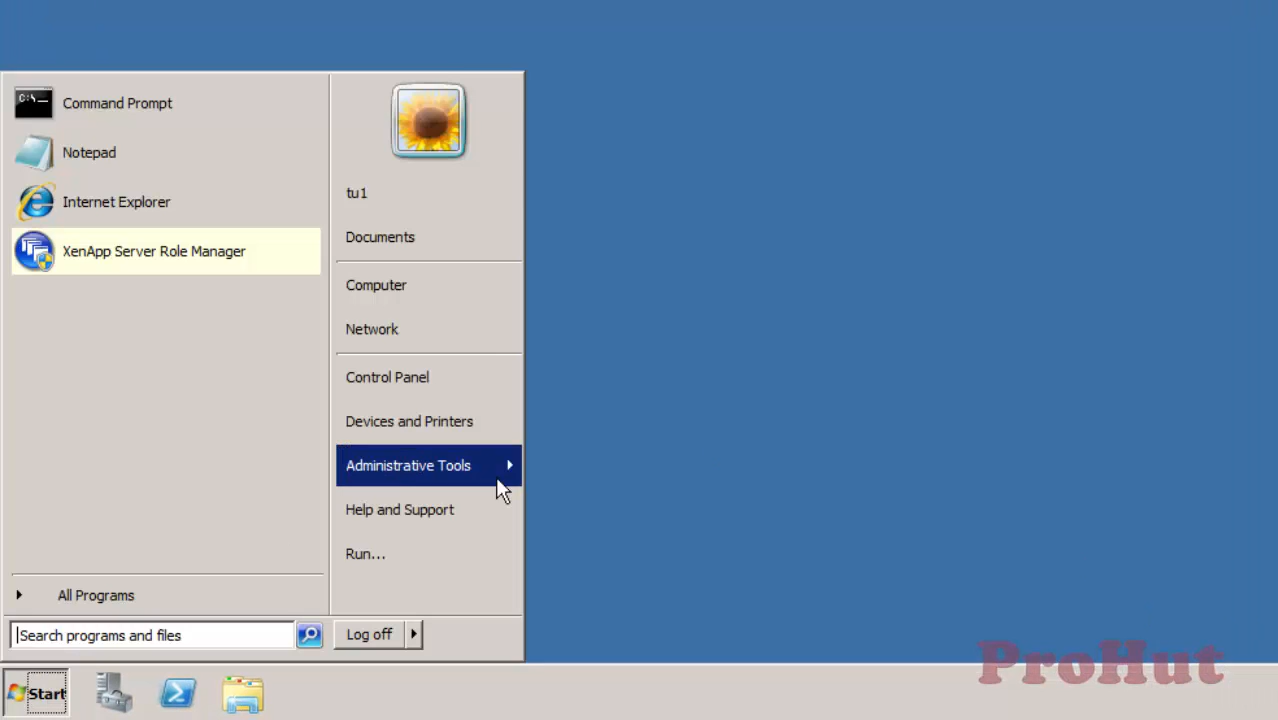 Command Prompt
Notepad
Internet Explorer
XenApp Server Role Manager
All Programs
Search programs and files
tu1
Documents
Computer
Network
Control Panel
Devices and Printers
Administrative Tools
Help and Support
Run...
Log off
Start
ProHut